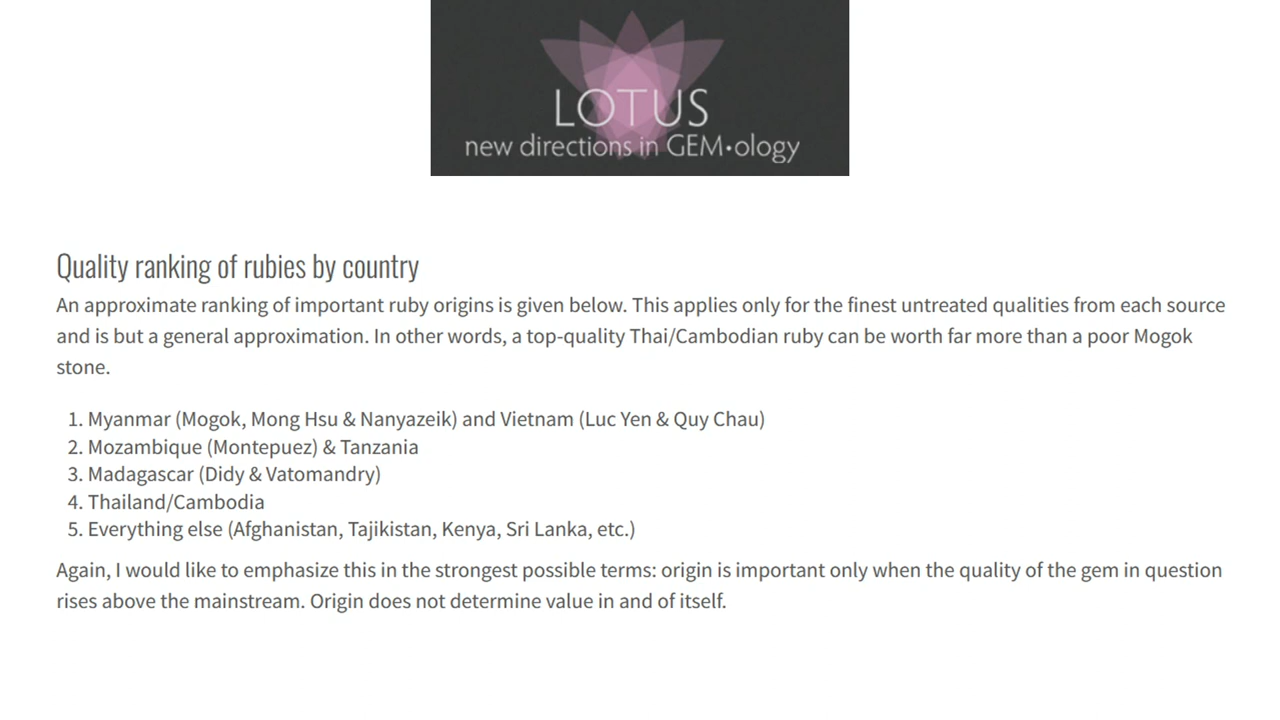 LOTUS
new directions in GEM•ology
Quality ranking of rubies by country
An approximate ranking of important ruby origins is given below. This applies only for the finest untreated qualities from each source
and is but a general approximation. In other words, a top-quality Thai/Cambodian ruby can be worth far more than a poor Mogok
stone.
1. Myanmar (Mogok, Mong Hsu & Nanyazeik) and Vietnam (Luc Yen & Quy Chau)
2. Mozambique (Montepuez) & Tanzania
3. Madagascar (Didy & Vatomandry)
4. Thailand/Cambodia
5. Everything else (Afghanistan, Tajikistan, Kenya, Sri Lanka, etc.)
Again, I would like to emphasize this in the strongest possible terms: origin is important only when the quality of the gem in question
rises above the mainstream. Origin does not determine value in and of itself.